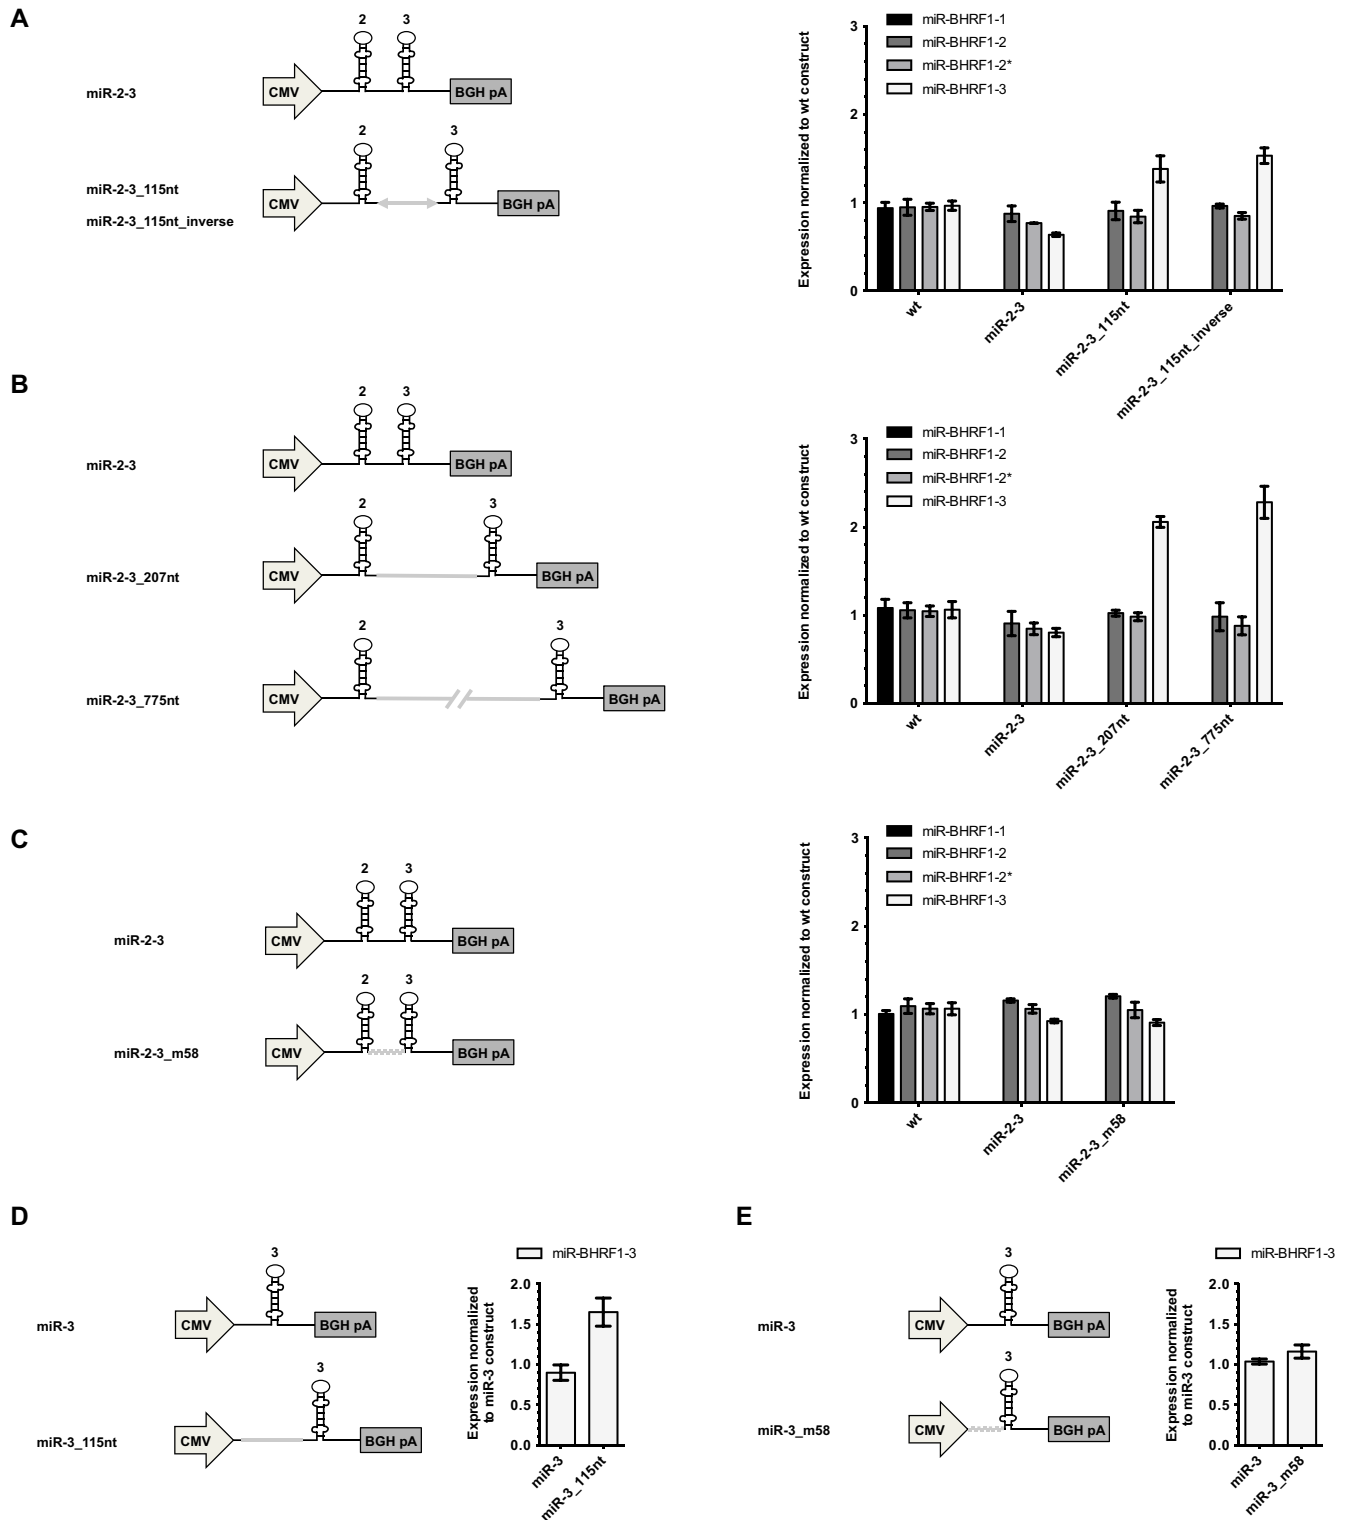 A
2 3
miR-2-3
CMV
BGH pA
2 3
miR-2-3_115nt
miR-2-3_115nt_inverse
CMV
BGH pA
Expression normalized to wt construct
3
2
1
0
miR-BHRF1-1
miR-BHRF1-2
miR-BHRF1-2*
miR-BHRF1-3
wt
miR-2-3
miR-2-3_115nt
miR-2-3_115nt_inverse
B
2 3
miR-2-3
CMV
BGH pA
2 3
miR-2-3_207nt
CMV
BGH pA
2 3
miR-2-3_775nt
CMV
BGH pA
Expression normalized to wt construct
3
2
1
0
miR-BHRF1-1
miR-BHRF1-2
miR-BHRF1-2*
miR-BHRF1-3
wt
miR-2-3
miR-2-3_207nt
miR-2-3_775nt
C
2 3
miR-2-3
CMV
BGH pA
2 3
miR-2-3_m58
CMV
BGH pA
Expression normalized to wt construct
3
2
1
0
miR-BHRF1-1
miR-BHRF1-2
miR-BHRF1-2*
miR-BHRF1-3
wt
miR-2-3
miR-2-3_m58
D
3
miR-3
CMV
BGH pA
3
miR-3_115nt
CMV
BGH pA
miR-BHRF1-3
Expression normalized
to miR-3 construct
2.0
1.5
1.0
0.5
0.0
miR-3
miR-3_115nt
E
3
miR-3
CMV
BGH pA
3
miR-3_m58
CMV
BGH pA
miR-BHRF1-3
Expression normalized
to miR-3 construct
2.0
1.5
1.0
0.5
0.0
miR-3
miR-3_m58